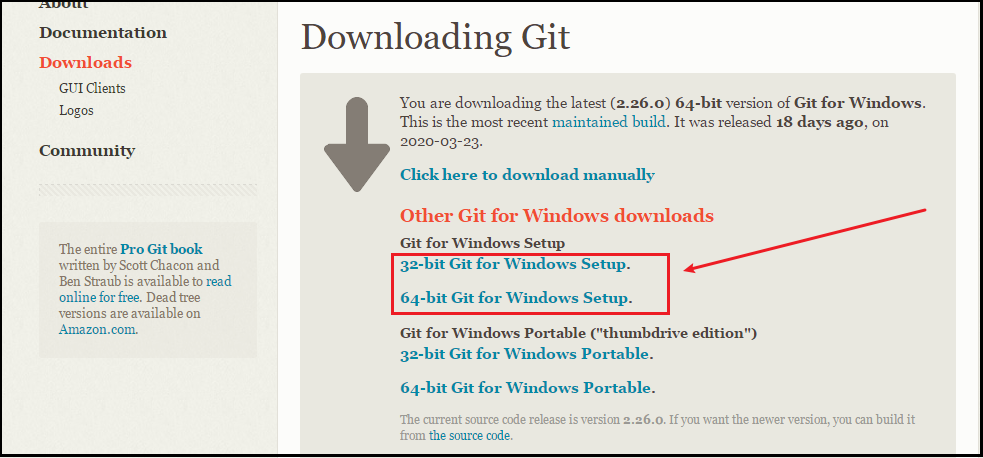 About
Documentation
Downloads
GUI Clients
Logos
Community
The entire Pro Git book
written by Scott Chacon and
Ben Straub is available to read
online for free. Dead tree
versions are available on
Amazon.com.
Downloading Git
You are downloading the latest (2.26.0) 64-bit version of Git for Windows.
This is the most recent maintained build. It was released 18 days ago, on
2020-03-23.
Click here to download manually
Other Git for Windows downloads
Git for Windows Setup
32-bit Git for Windows Setup.
64-bit Git for Windows Setup.
Git for Windows Portable ("thumbdrive edition")
32-bit Git for Windows Portable.
64-bit Git for Windows Portable.
The current source code release is version 2.26.0. If you want the newer version, you can build it
from the source code.